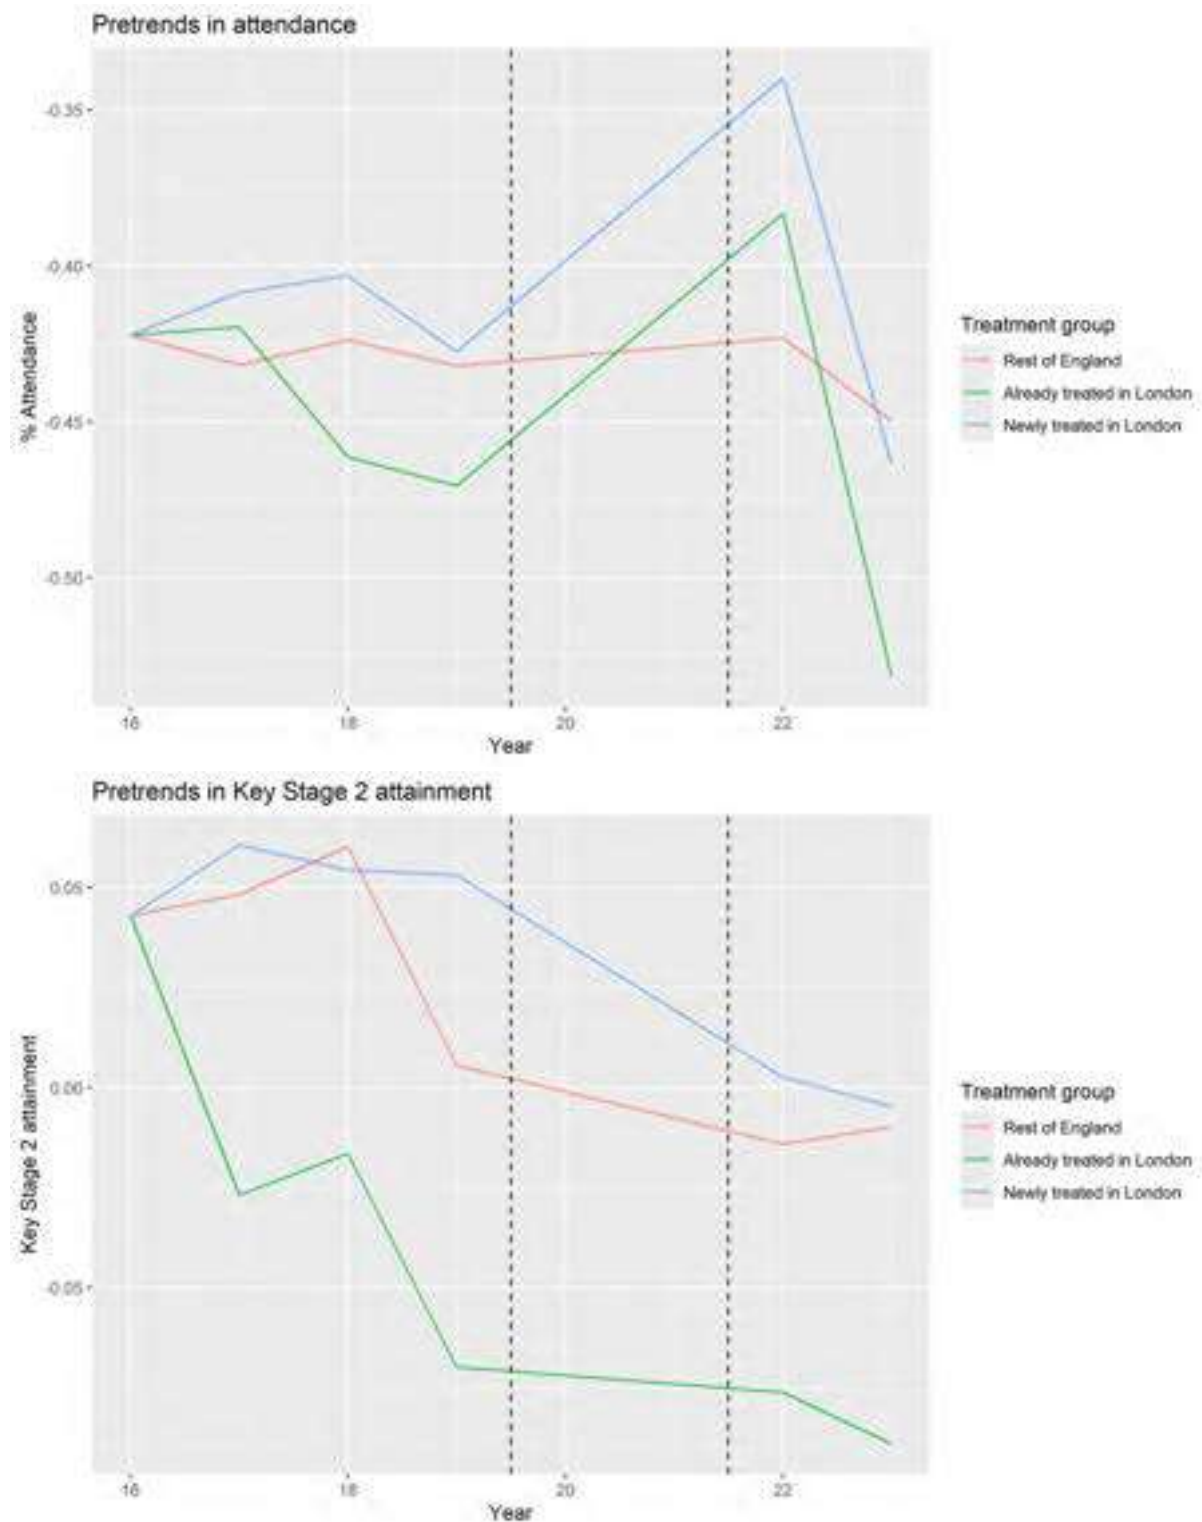 Pretrends in attendance
-0.35
-0.40
-0.45
-0.50
% Attendance
16
18
20
22
Year
Treatment group
Rest of England
Already treated in London
Newly treated in London
Pretrends in Key Stage 2 attainment
0.05
0.00
-0.05
Key Stage 2 attainment
16
18
20
22
Year
Treatment group
Rest of England
Already treated in London
Newly treated in London